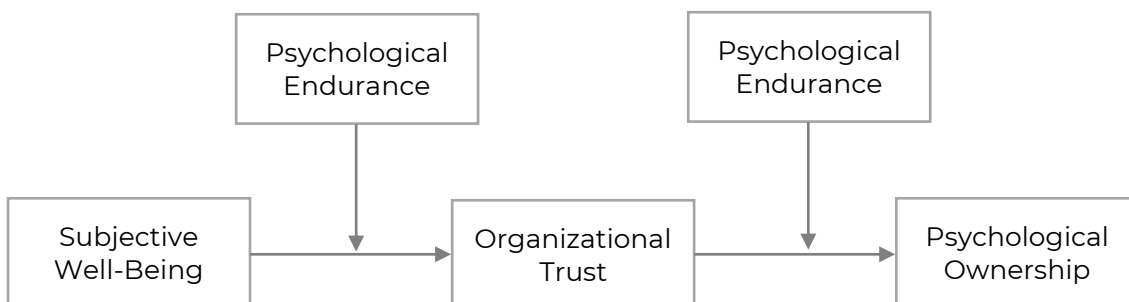 Psychological
Endurance
Psychological
Endurance
Subjective
Well-Being
Organizational
Trust
Psychological
Ownership